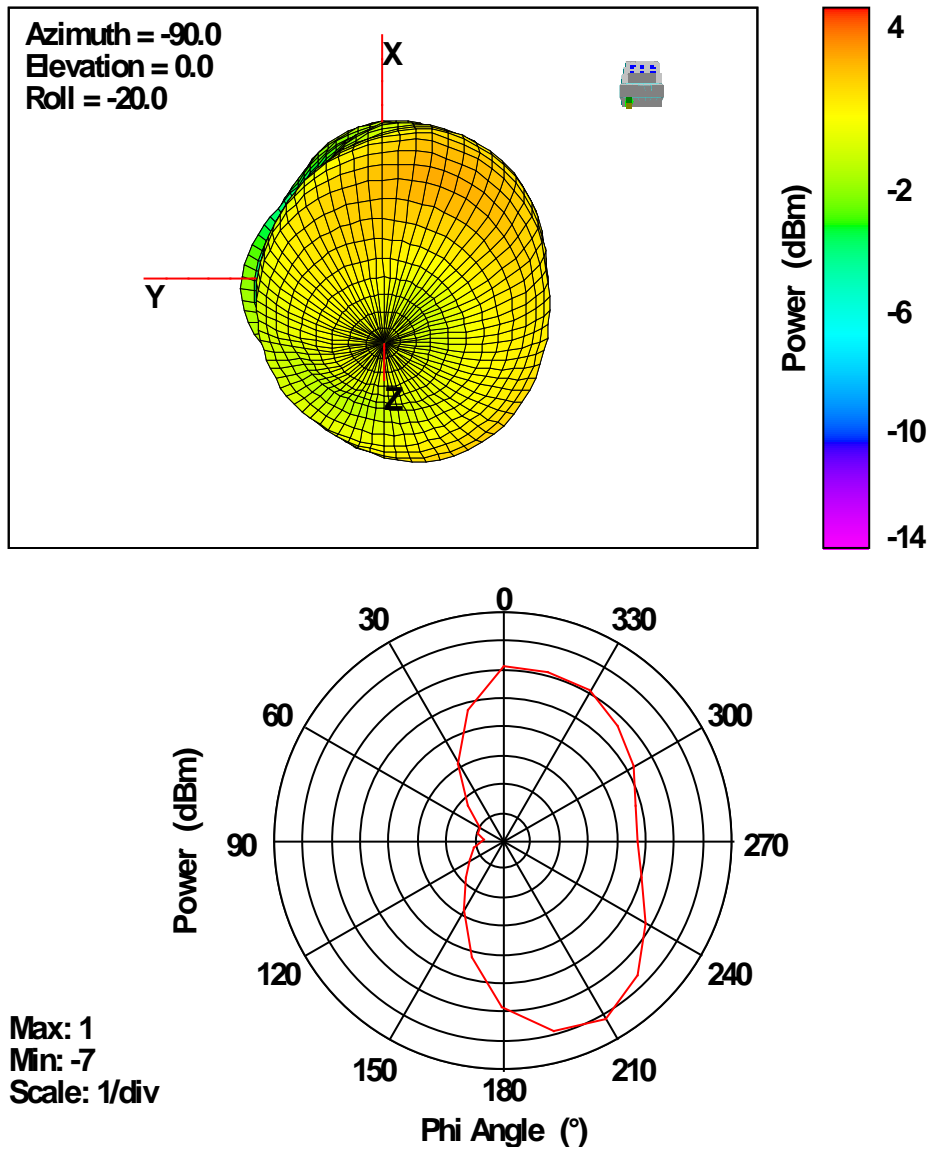 Azimuth = -90.0
Elevation = 0.0
Roll = -20.0
X
Y
Z
4
-2
-6
-10
-14
Power (dBm)
0
30
330
60
300
90
270
120
240
150
210
180
Power (dBm)
Max: 1
Min: -7
Scale: 1/div
Phi Angle (°)